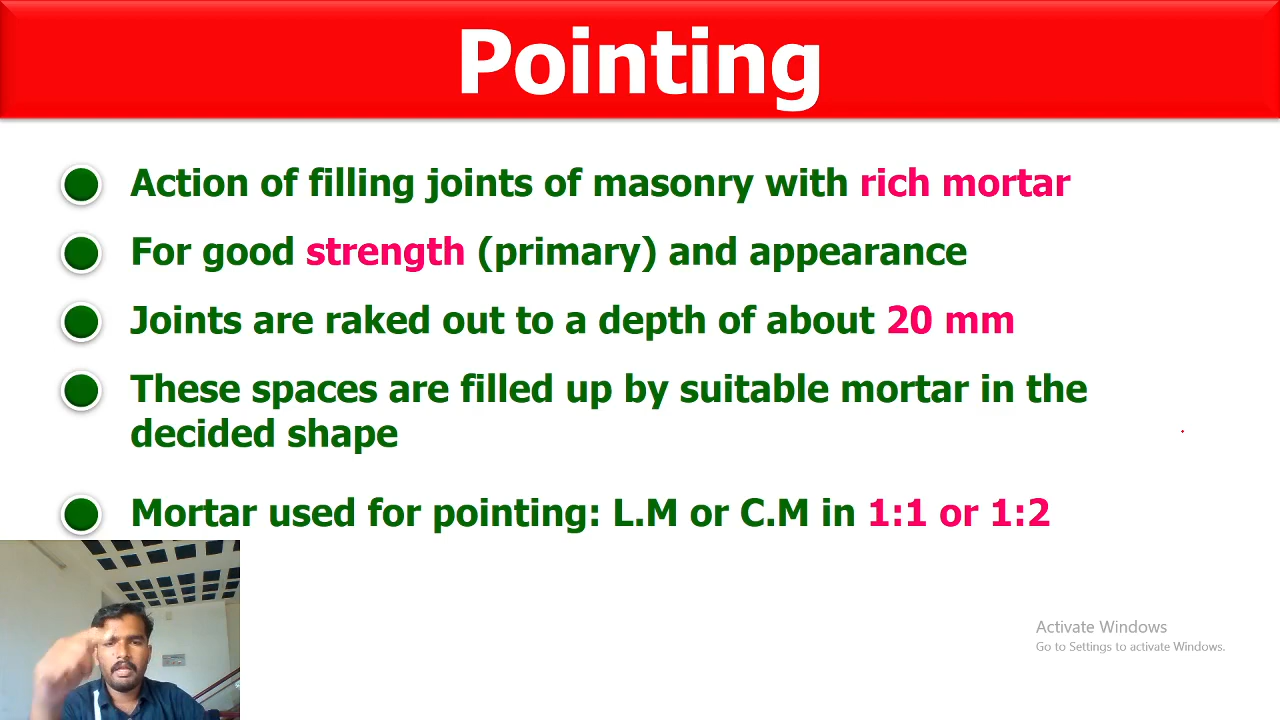 Pointing
Action of filling joints of masonry with rich mortar
For good strength (primary) and appearance
Joints are raked out to a depth of about 20 mm
These spaces are filled up by suitable mortar in the
decided shape
Mortar used for pointing: L.M or C.M in 1:1 or 1:2
Activate Windows
Go to Settings to activate Windows.